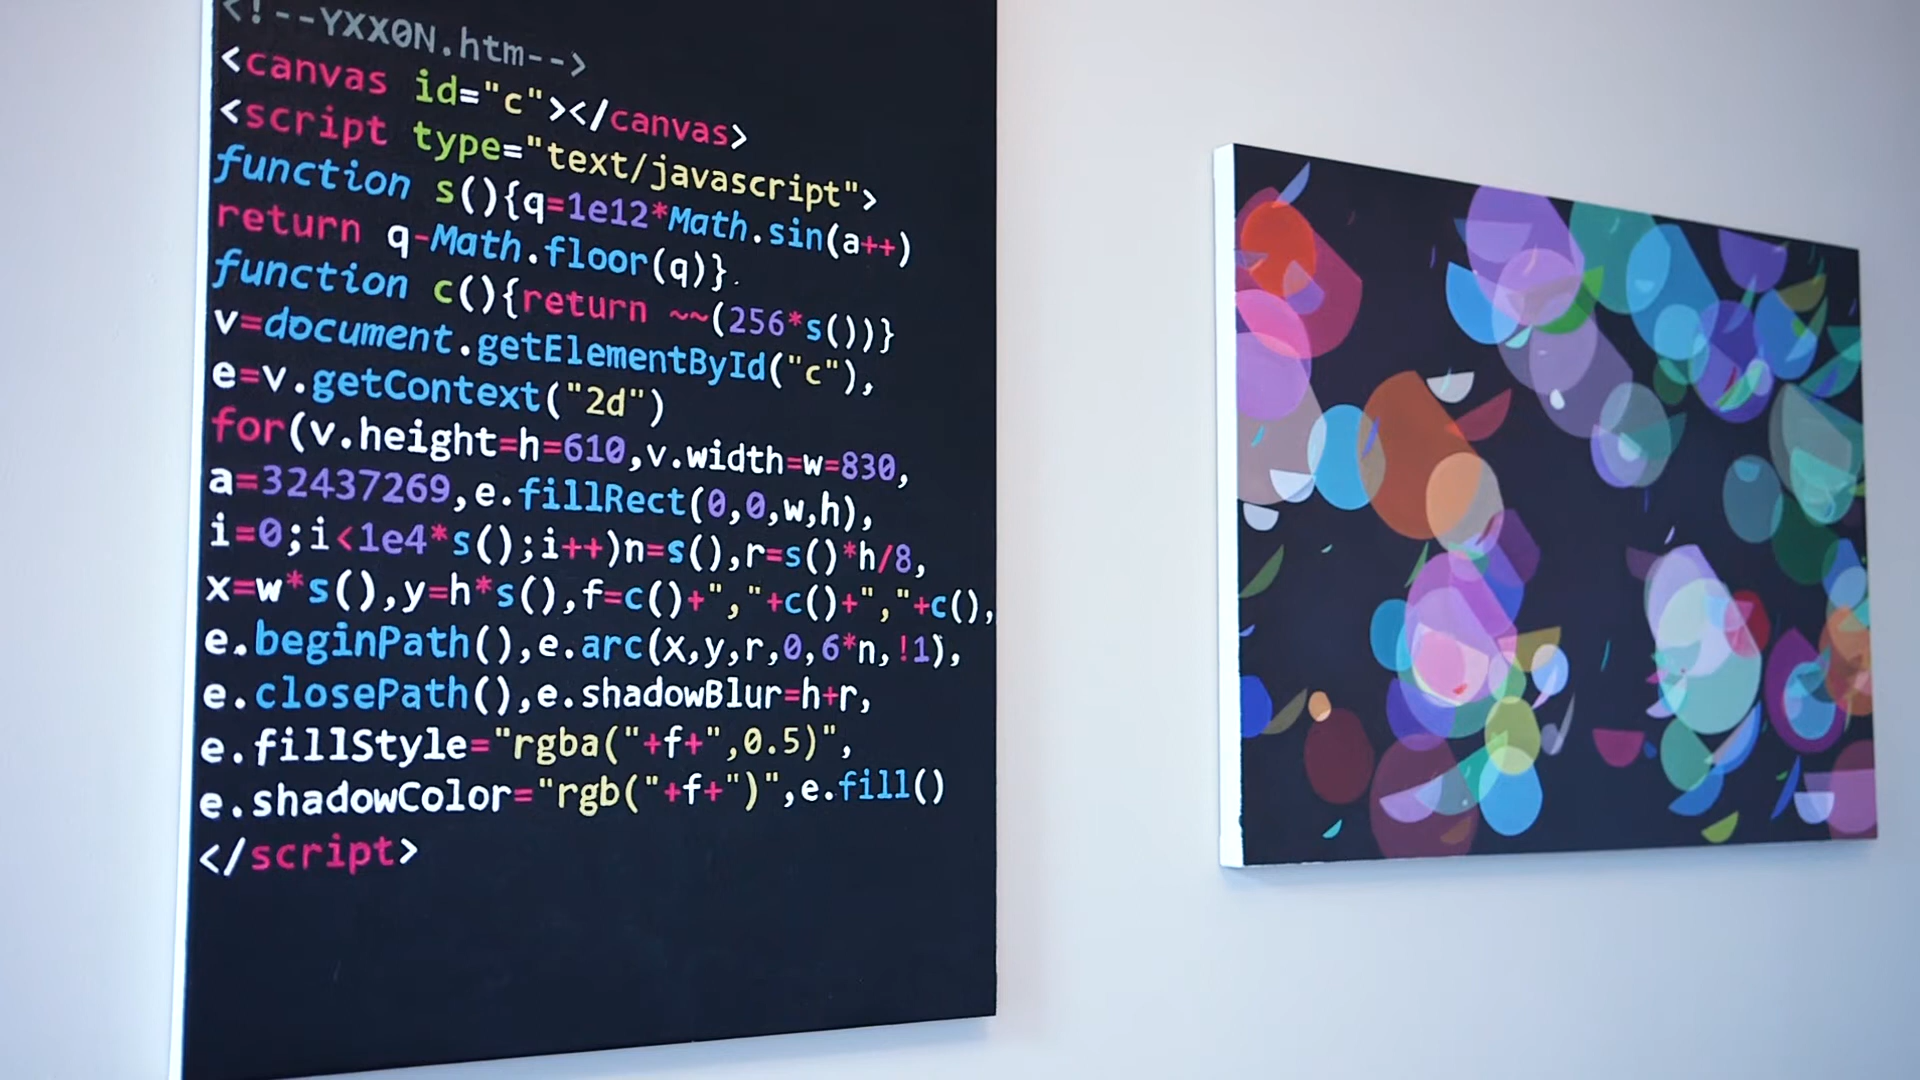 <!--YXX0N.htm-->
<canvas id="c"></canvas>
<script type="text/javascript">
function s(){q=1e12*Math.sin(a++)
return q-Math.floor(q)}
function c(){return ~~(256*s())}
v=document.getElementById("c"),
e=v.getContext("2d")
for(v.height=h=610,v.width=w=830,
a=32437269,e.fillRect(0,0,w,h),
i=0;i<1e4*s();i++)n=s(),r=s()*h/8,
x=w*s(),y=h*s(),f=c()+","+c()+","+c(),
e.beginPath(),e.arc(x,y,r,0,6*n,!1),
e.closePath(),e.shadowBlur=h+r,
e.fillStyle="rgba("+f+",0.5)",
e.shadowColor="rgb("+f+")",e.fill()
</script>